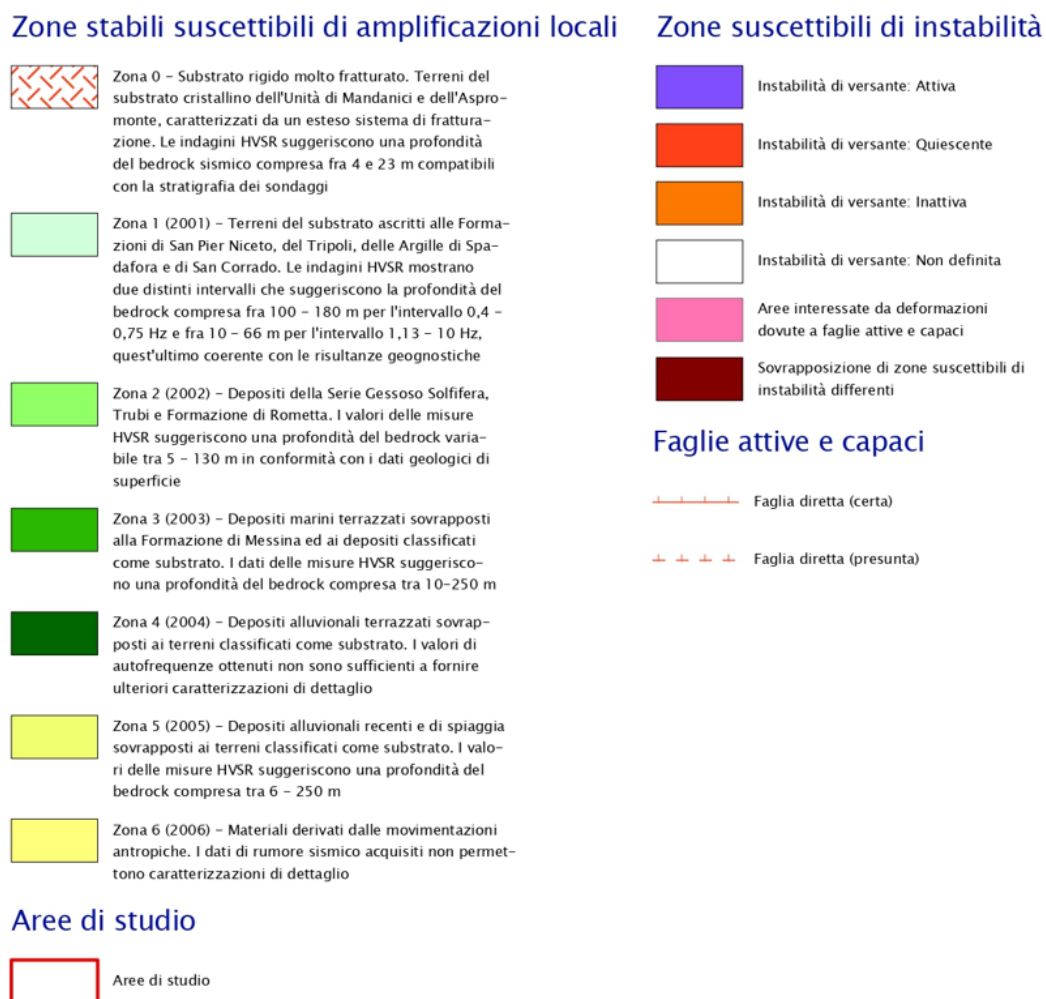 Zone stabili suscettibili di amplificazioni locali
Zona 0 – Substrato rigido molto fratturato. Terreni del
substrato cristallino dell'Unità di Mandanici e dell'Aspro-
monte, caratterizzati da un esteso sistema di frattura-
zione. Le indagini HVSR suggeriscono una profondità
del bedrock sismico compresa fra 4 e 23 m compatibili
con la stratigrafia dei sondaggi
Zona 1 (2001) – Terreni del substrato ascritti alle Forma-
zioni di San Pier Niceto, del Tripoli, delle Argille di Spa-
dafora e di San Corrado. Le indagini HVSR mostrano
due distinti intervalli che suggeriscono la profondità del
bedrock compresa fra 100 – 180 m per l'intervallo 0,4 –
0,75 Hz e fra 10 – 66 m per l'intervallo 1,13 – 10 Hz,
quest'ultimo coerente con le risultanze geognostiche
Zona 2 (2002) – Depositi della Serie Gessoso Solfifera,
Trubi e Formazione di Rometta. I valori delle misure
HVSR suggeriscono una profondità del bedrock varia-
bile tra 5 – 130 m in conformità con i dati geologici di
superficie
Zona 3 (2003) – Depositi marini terrazzati sovrapposti
alla Formazione di Messina ed ai depositi classificati
come substrato. I dati delle misure HVSR suggerisco-
no una profondità del bedrock compresa tra 10–250 m
Zona 4 (2004) – Depositi alluvionali terrazzati sovrap-
posti ai terreni classificati come substrato. I valori di
autofrequenze ottenuti non sono sufficienti a fornire
ulteriori caratterizzazioni di dettaglio
Zona 5 (2005) – Depositi alluvionali recenti e di spiaggia
sovrapposti ai terreni classificati come substrato. I valo-
ri delle misure HVSR suggeriscono una profondità del
bedrock compresa tra 6 – 250 m
Zona 6 (2006) – Materiali derivati dalle movimentazioni
antropiche. I dati di rumore sismico acquisiti non permet-
tono caratterizzazioni di dettaglio
Aree di studio
Aree di studio
Zone suscettibili di instabilità
Instabilità di versante: Attiva
Instabilità di versante: Quiescente
Instabilità di versante: Inattiva
Instabilità di versante: Non definita
Aree interessate da deformazioni
dovute a faglie attive e capaci
Sovrapposizione di zone suscettibili di
instabilità differenti
Faglie attive e capaci
Faglia diretta (certa)
Faglia diretta (presunta)